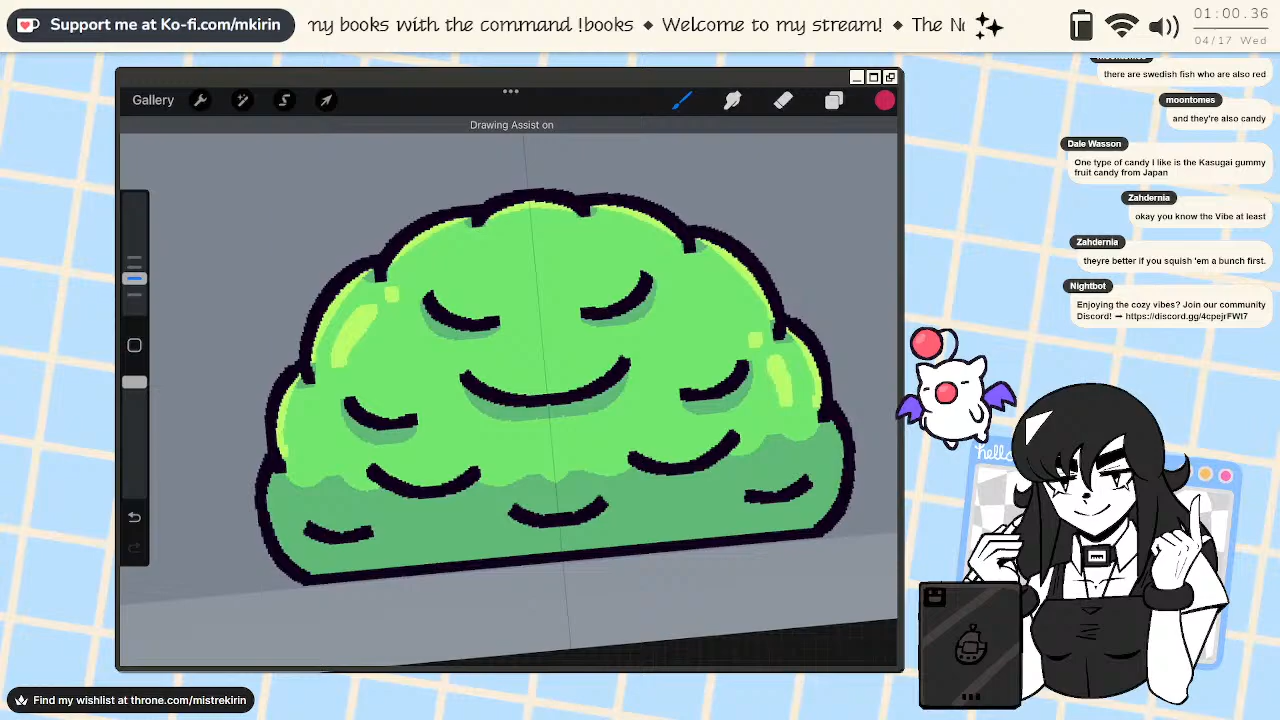 Support me at Ko-fi.com/mkirin
my books with the command !books ◆ Welcome to my stream! ◆ The
01:00.36
04/17 Wed
Gallery
Drawing Assist on
moontomes
there are swedish fish who are also red
moontomes
and they're also candy
Dale Wasson
One type of candy I like is the Kasugai gummy
fruit candy from Japan
Zahdernia
okay you know the Vibe at least
Zahdernia
theyre better if you squish 'em a bunch first.
Nightbot
Enjoying the cozy vibes? Join our community
Discord! ➡ https://discord.gg/4cpejrFWt7
hello
Find my wishlist at throne.com/mistrekirin